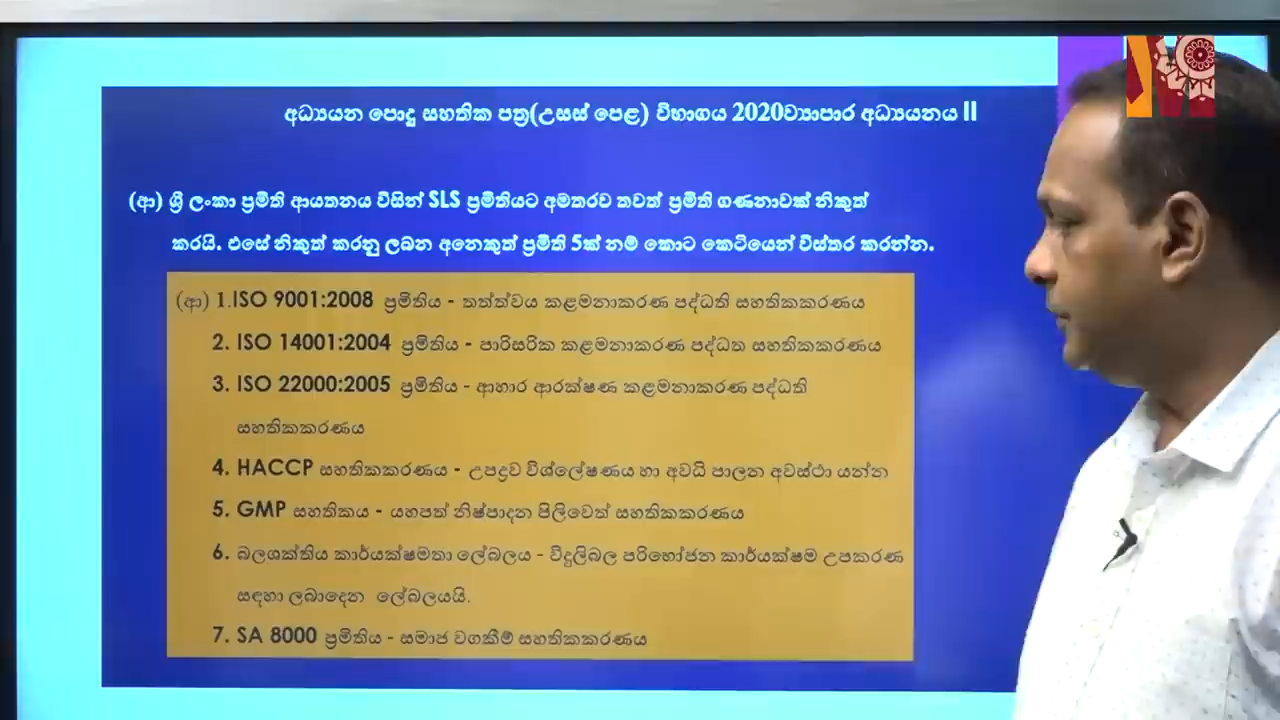 අධ්‍යයන පොදු සහතික පත්‍ර(උසස් පෙළ) විභාගය 2020ව්‍යාපාර අධ්‍යයනය II
(ආ) ශ්‍රී ලංකා ප්‍රමිති ආයතනය විසින් SLS ප්‍රමිතියට අමතරව තවත් ප්‍රමිති ගණනාවක් නිකුත්
කරයි. එසේ නිකුත් කරනු ලබන අනෙකුත් ප්‍රමිති 5ක් නම් කොට කෙටියෙන් විස්තර කරන්න.
(ආ) 1.ISO 9001:2008 ප්‍රමිතිය - තත්ත්වය කළමනාකරණ පද්ධති සහතිකකරණය
2. ISO 14001:2004 ප්‍රමිතිය - පාරිසරික කළමනාකරණ පද්ධත සහතිකකරණය
3. ISO 22000:2005 ප්‍රමිතිය - ආහාර ආරක්ෂණ කළමනාකරණ පද්ධති
සහතිකකරණය
4. HACCP සහතිකකරණය - උපද්‍රව විශ්ලේෂණය හා අවධි පාලන අවස්ථා යන්න
5. GMP සහතිකය - යහපත් නිෂ්පාදන පිලිවෙත් සහතිකකරණය
6. බලශක්තිය කාර්යක්ෂමතා ලේබලය - විදුලිබල පරිභෝජන කාර්යක්ෂම උපකරණ
සඳහා ලබාදෙන ලේබලයයි.
7. SA 8000 ප්‍රමිතිය - සමාජ වගකීම් සහතිකකරණය